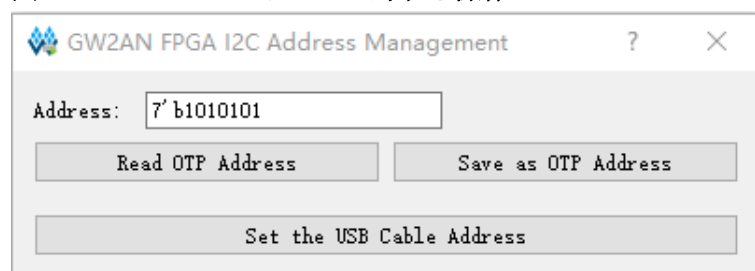 GW2AN FPGA I2C Address Management ? ×
Address: 7'b1010101
Read OTP Address Save as OTP Address
Set the USB Cable Address